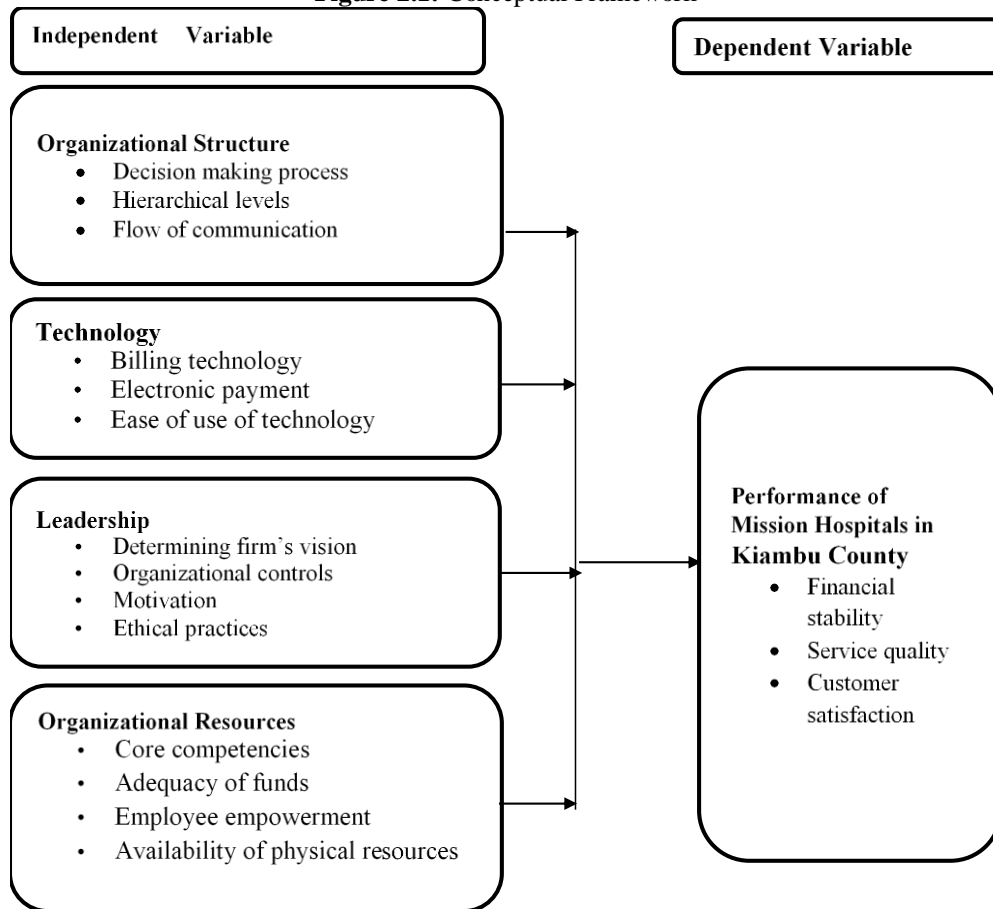 Independent Variable
Dependent Variable
Organizational Structure
• Decision making process
• Hierarchical levels
• Flow of communication
Technology
• Billing technology
• Electronic payment
• Ease of use of technology
Leadership
• Determining firm's vision
• Organizational controls
• Motivation
• Ethical practices
Organizational Resources
• Core competencies
• Adequacy of funds
• Employee empowerment
• Availability of physical resources
Performance of
Mission Hospitals in
Kiambu County
• Financial
stability
• Service quality
• Customer
satisfaction